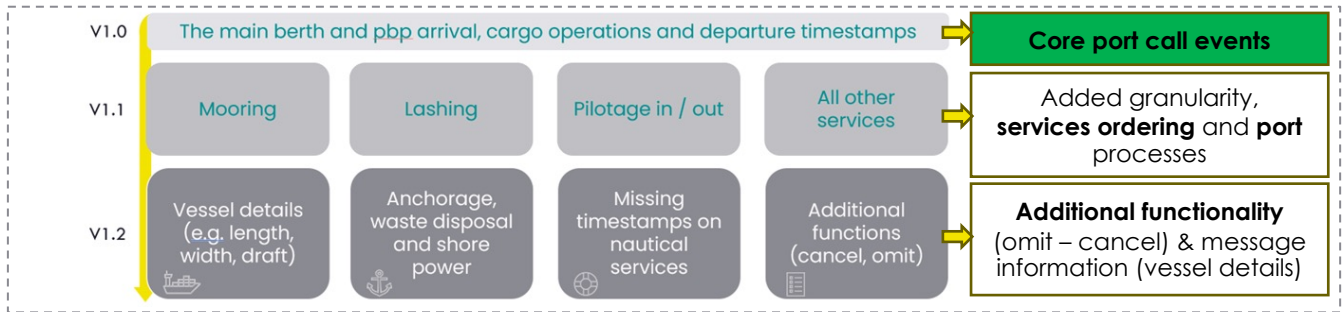 V1.0
The main berth and pbp arrival, cargo operations and departure timestamps
Core port call events
V1.1
Mooring
Lashing
Pilotage in / out
All other
services
Added granularity,
services ordering and port
processes
V1.2
Vessel details
(e.g. length,
width, draft)
Anchorage,
waste disposal
and shore
power
Missing
timestamps on
nautical
services
Additional
functions
(cancel, omit)
Additional functionality
(omit – cancel) & message
information (vessel details)